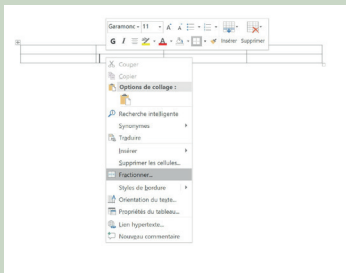 Garamonc 11 A A
G I A Insérer Supprimer
Couper
Copier
Options de collage :
Recherche intelligente
Synonymes
Traduire
Insérer
Supprimer les cellules...
Fractionner...
Styles de bordure
Orientation du texte...
Propriétés du tableau...
Lien hypertexte...
Nouveau commentaire